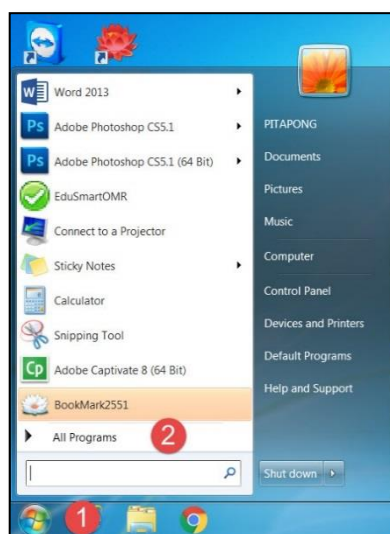 Word 2013
Adobe Photoshop CS5.1
Adobe Photoshop CS5.1 (64 Bit)
EduSmartOMR
Connect to a Projector
Sticky Notes
Calculator
Snipping Tool
Adobe Captivate 8 (64 Bit)
BookMark2551
All Programs
2
PITAPONG
Documents
Pictures
Music
Computer
Control Panel
Devices and Printers
Default Programs
Help and Support
Shut down
1